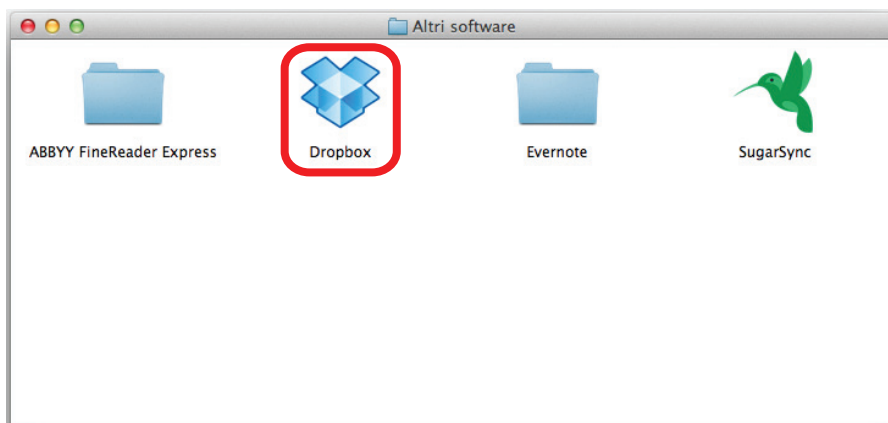 Altri software
ABBYY FineReader Express
Dropbox
Evernote
SugarSync